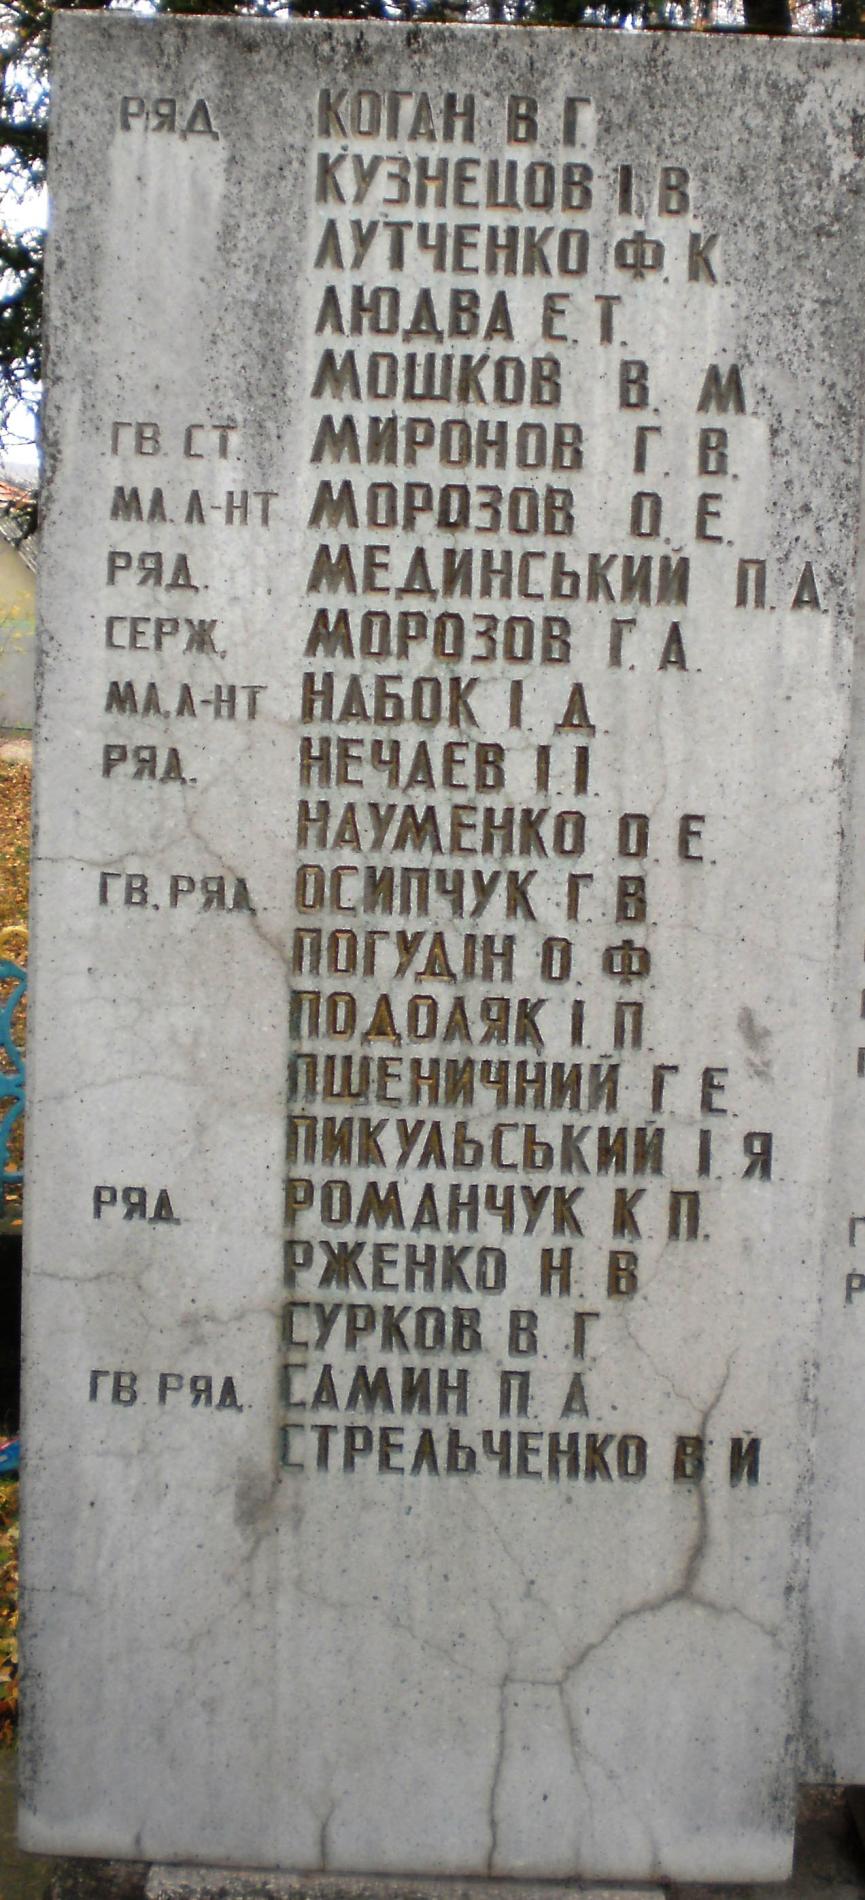 РЯД КОГАН В.Г.
КУЗНЕЦОВ І.В.
ЛУТЧЕНКО Ф.К.
ЛЮДВА Е.Т.
МОШКОВ В.М.
ГВ. СТ. МИРОНОВ Г.В.
МЛ. Л-НТ МОРОЗОВ О.Е.
РЯД. МЕДИНСЬКИЙ П.А.
СЕРЖ. МОРОЗОВ Г.А.
МЛ. Л-НТ НАБОК І.Д.
РЯД. НЕЧАЕВ І.І.
НАУМЕНКО О.Е.
ГВ. РЯД. ОСИПЧУК Г.В.
ПОГУДІН О.Ф.
ПОДОЛЯК І.П.
ПШЕНИЧНИЙ Г.Е.
ПИКУЛЬСЬКИЙ І.Я.
РЯД. РОМАНЧУК К.П.
РЖЕНКО Н.В.
СУРКОВ В.Г.
ГВ. РЯД. САМИН П.А.
СТРЕЛЬЧЕНКО В.Й.